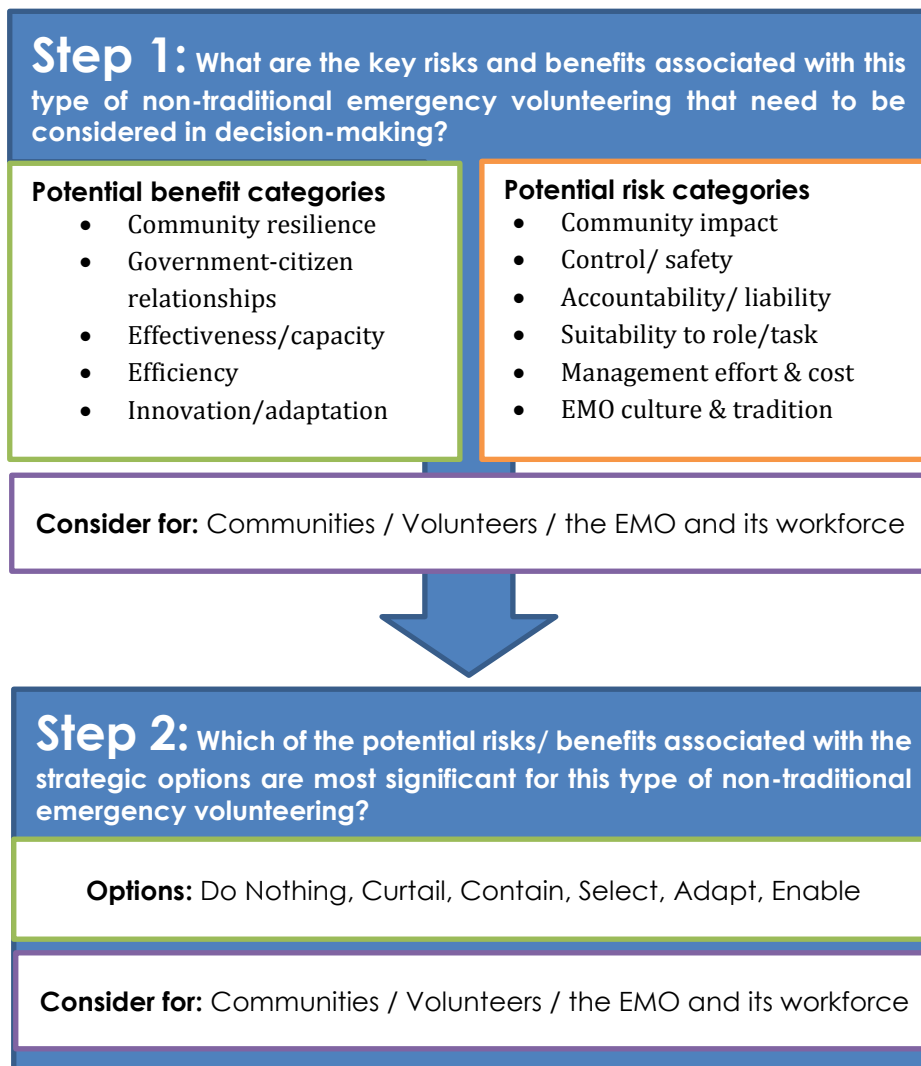 Step 1: What are the key risks and benefits associated with this
type of non-traditional emergency volunteering that need to be
considered in decision-making?
Potential benefit categories
• Community resilience
• Government-citizen
relationships
• Effectiveness/capacity
• Efficiency
• Innovation/adaptation
Potential risk categories
• Community impact
• Control/ safety
• Accountability/ liability
• Suitability to role/task
• Management effort & cost
• EMO culture & tradition
Consider for: Communities / Volunteers / the EMO and its workforce
Step 2: Which of the potential risks/ benefits associated with the
strategic options are most significant for this type of non-traditional
emergency volunteering?
Options: Do Nothing, Curtail, Contain, Select, Adapt, Enable
Consider for: Communities / Volunteers / the EMO and its workforce